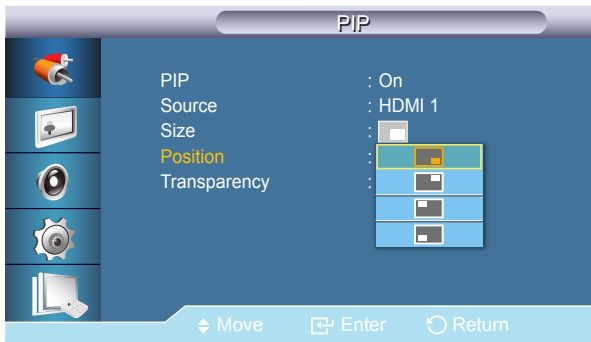 PIP
PIP : On
Source : HDMI 1
Size :
Position :
Transparency :
Move Enter Return